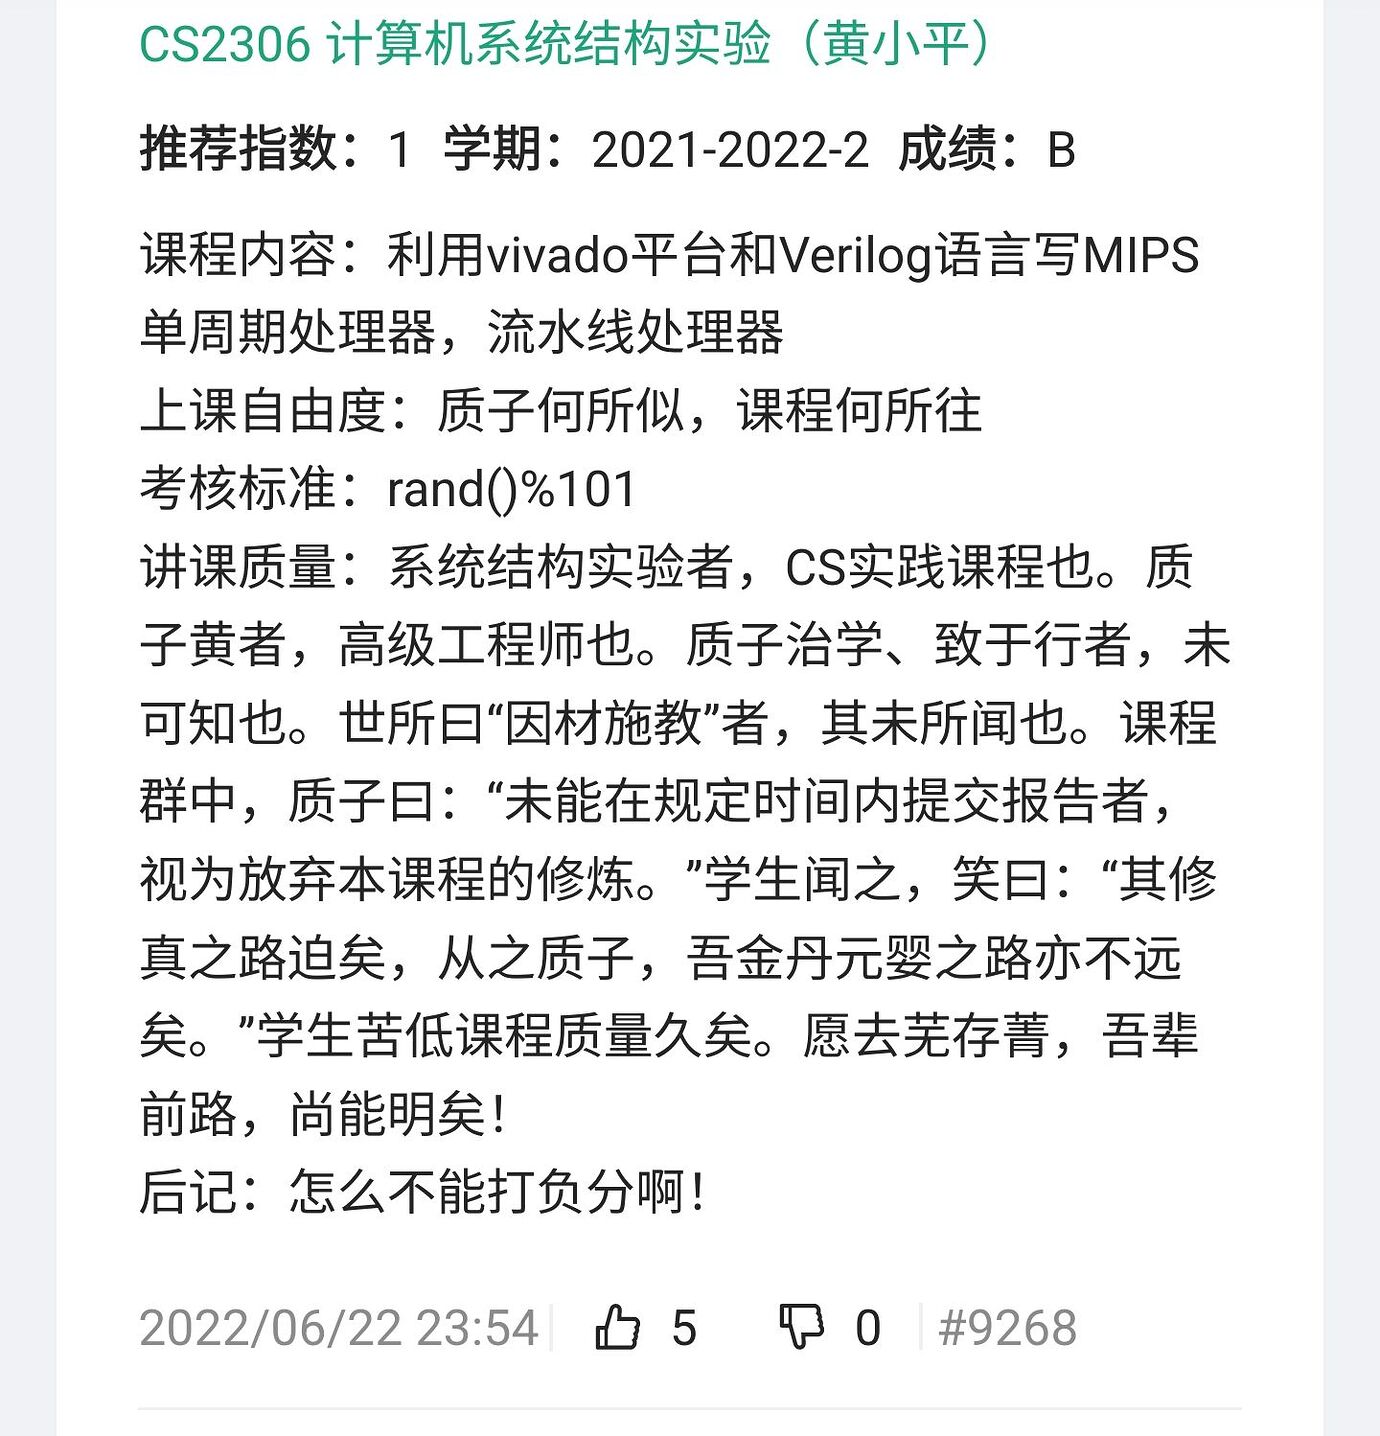 CS2306 计算机系统结构实验（黄小平）
推荐指数：1 学期：2021-2022-2 成绩：B
课程内容：利用vivado平台和Verilog语言写MIPS
单周期处理器，流水线处理器
上课自由度：质子何所似，课程何所往
考核标准：rand()%101
讲课质量：系统结构实验者，CS实践课程也。质
子黄者，高级工程师也。质子治学、致于行者，未
可知也。世所曰“因材施教”者，其未所闻也。课程
群中，质子曰：“未能在规定时间内提交报告者，
视为放弃本课程的修炼。”学生闻之，笑曰：“其修
真之路迫矣，从之质子，吾金丹元婴之路亦不远
矣。”学生苦低课程质量久矣。愿去芜存菁，吾辈
前路，尚能明矣！
后记：怎么不能打负分啊！
2022/06/22 23:54 5 0 #9268